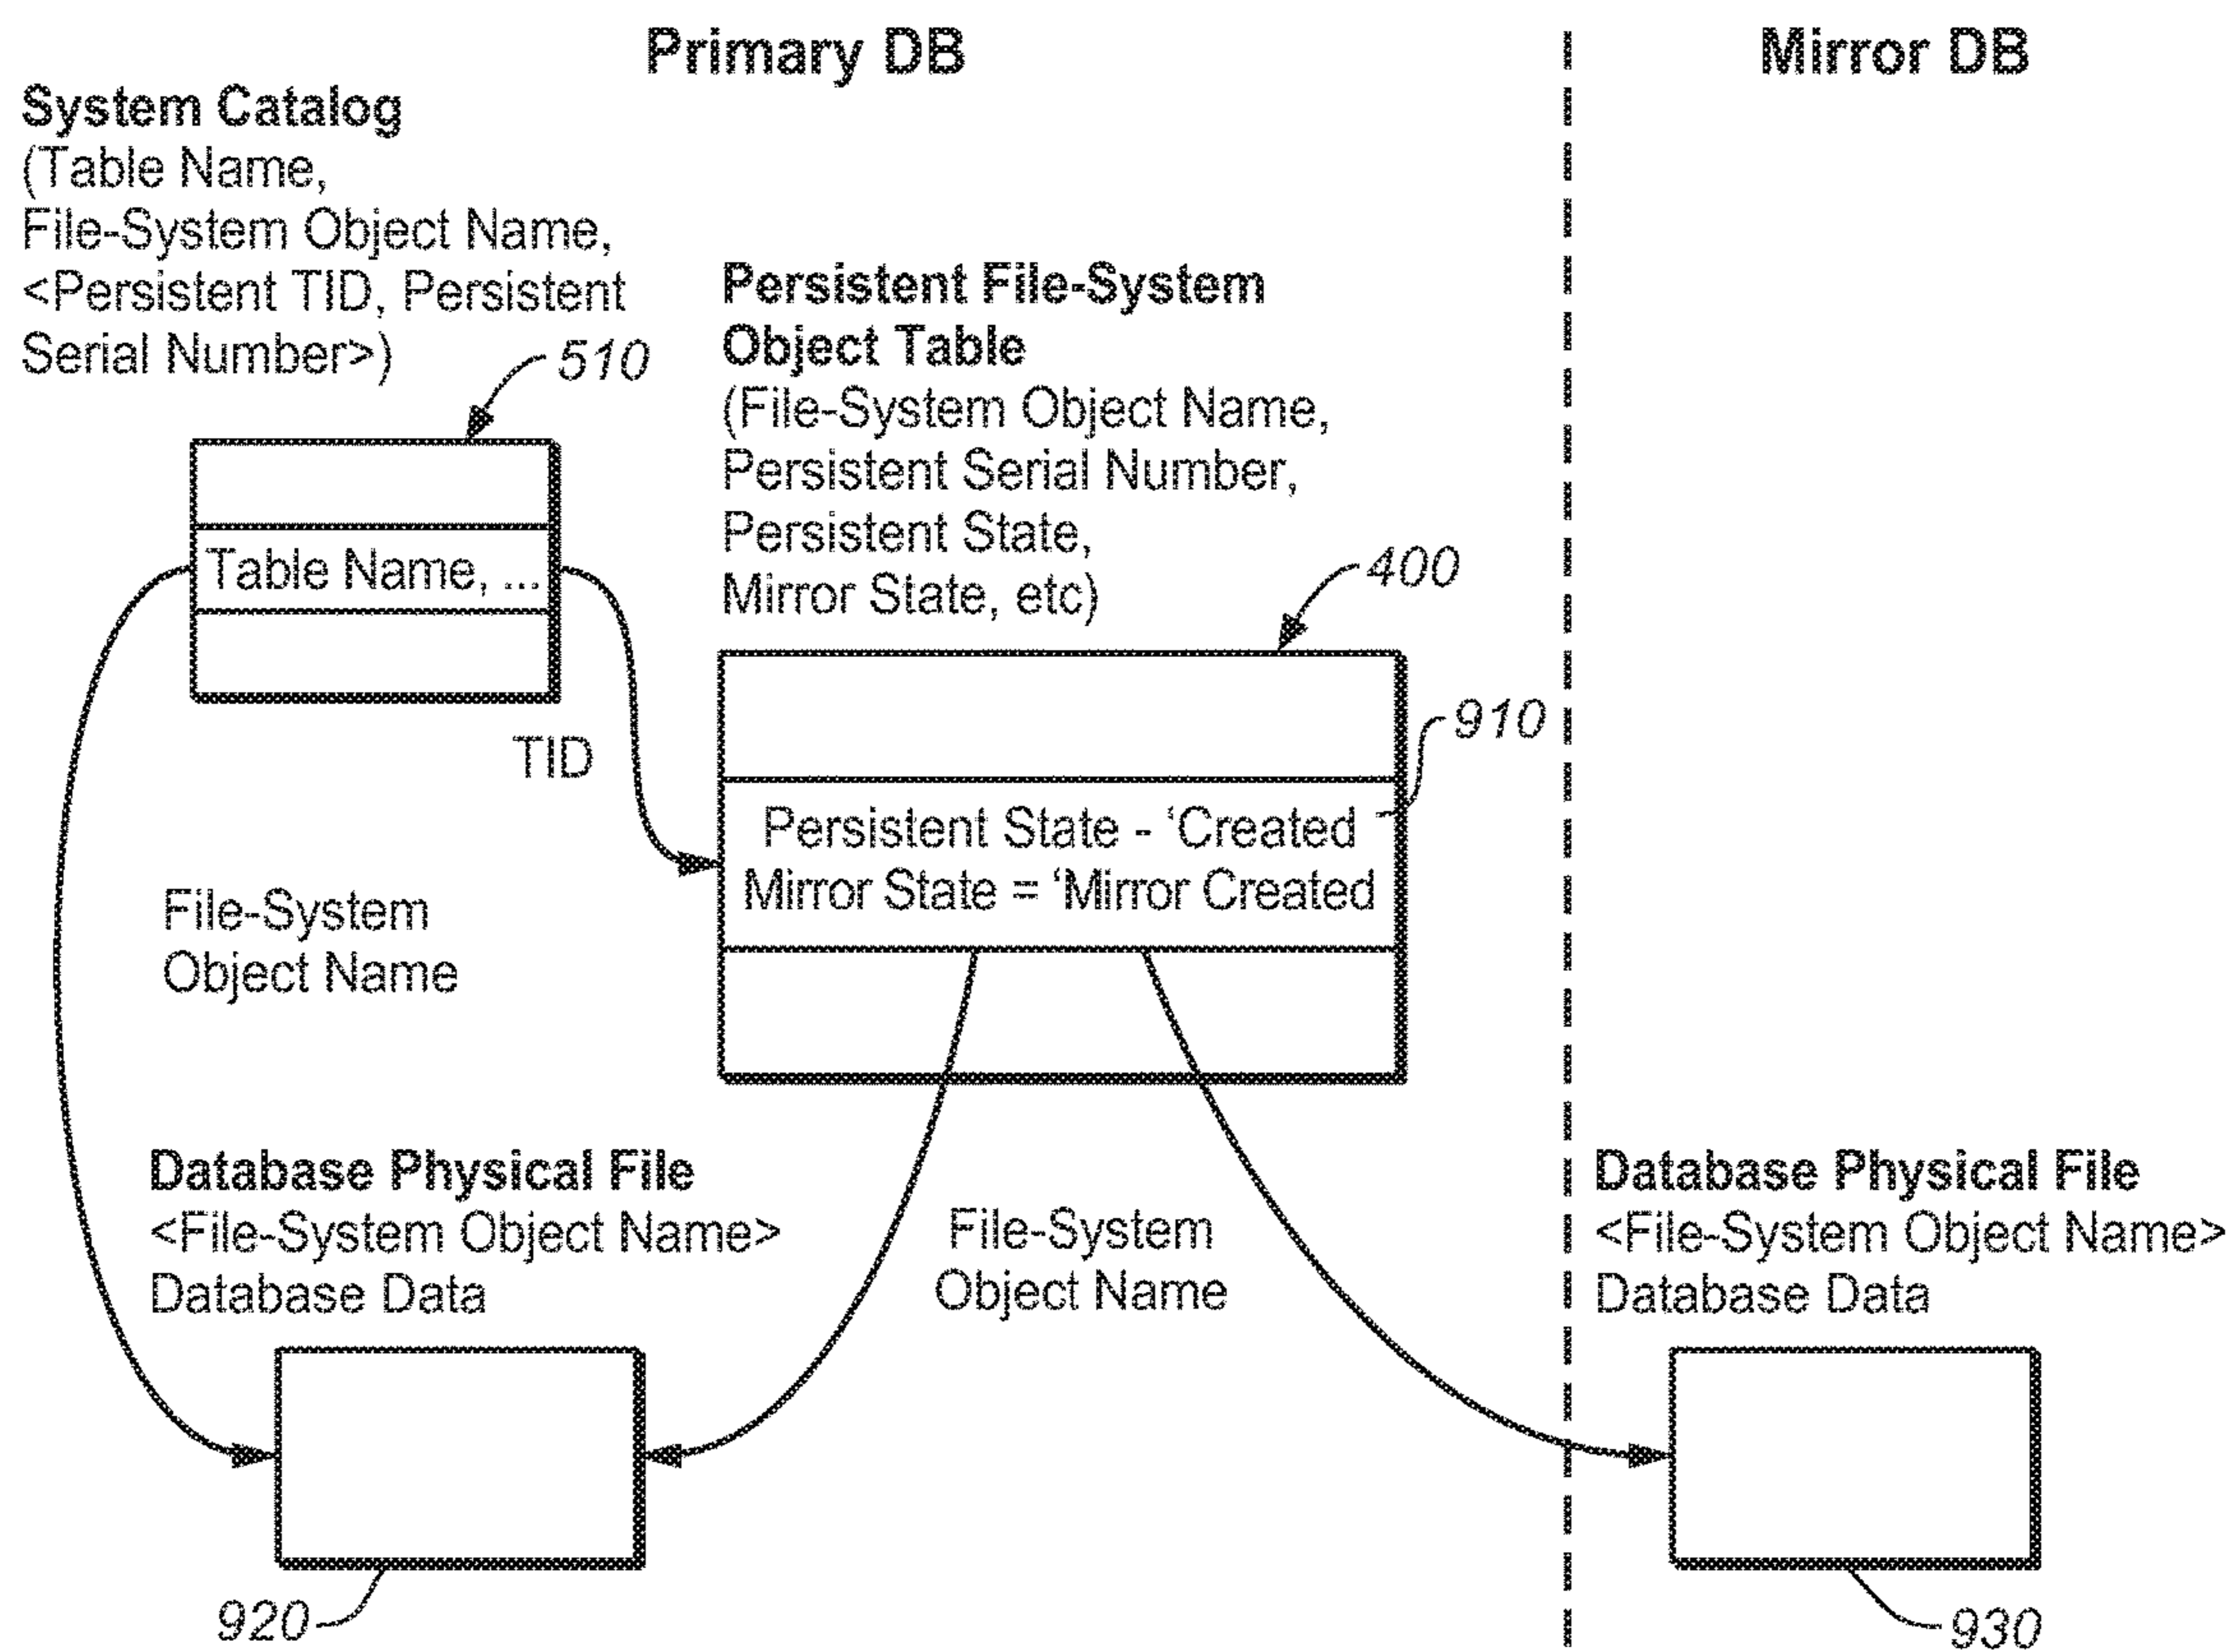 Primary DB
Mirror DB
System Catalog
(Table Name,
File-System Object Name,
<Persistent TID, Persistent
Serial Number>)
510
Persistent File-System
Object Table
(File-System Object Name,
Persistent Serial Number,
Persistent State,
Mirror State, etc)
400
Table Name, ...
TID
910
Persistent State - ‘Created
Mirror State = ‘Mirror Created
File-System
Object Name
Database Physical File
<File-System Object Name>
Database Data
File-System
Object Name
Database Physical File
<File-System Object Name>
Database Data
920
930